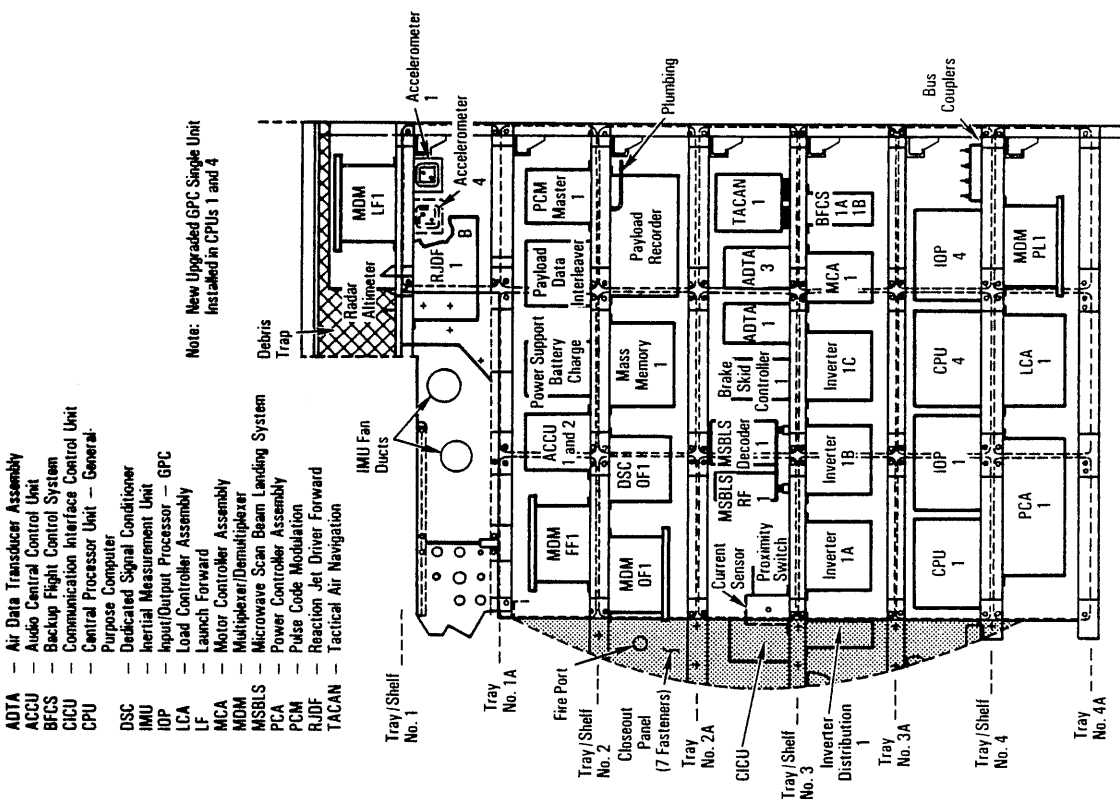 ADTA – Air Data Transducer Assembly
ACCU – Audio Central Control Unit
BFCS – Backup Flight Control System
CICU – Communication Interface Control Unit
CPU – Central Processor Unit – General-
Purpose Computer
DSC – Dedicated Signal Conditioner
IMU – Inertial Measurement Unit
IOP – Input/Output Processor – GPC
LCA – Load Controller Assembly
LF – Launch Forward
MCA – Motor Controller Assembly
MDM – Multiplexer/Demultiplexer
MSBLS – Microwave Scan Beam Landing System
PCA – Power Controller Assembly
PCM – Pulse Code Modulation
RJDF – Reaction Jet Driver Forward
TACAN – Tactical Air Navigation
Note: New Upgraded GPC Single Unit
Installed in CPUs 1 and 4
Debris
Trap
Radar
Altimeter
MDM
LF1
Tray/Shelf
No. 1
IMU Fan
Ducts
RJDF
1
B
Accelerometer
1
Accelerometer
4
Tray
No. 1A
MDM
FF1
ACCU
1 and 2
Power Support
Battery
Charge
Payload
Data
Interleaver
PCM
Master
1
Fire Port
Tray/Shelf
No. 2
MDM
OF1
DSC
OF1
Mass
Memory
1
Payload
Recorder
Plumbing
Closeout
Panel
(7 Fasteners)
Tray
No. 2A
Current
Sensor
Proximity
Switch
MSBLS
RF
1
MSBLS
Decoder
1
Brake
Skid
Controller
1
ADTA
1
ADTA
3
TACAN
1
CICU
Tray/Shelf
No. 3
Inverter
Distribution
1
Inverter
1A
Inverter
1B
Inverter
1C
MCA
1
BFCS
1A
1B
Tray
No. 3A
CPU
1
IOP
1
CPU
4
IOP
4
Bus
Couplers
Tray/Shelf
No. 4
PCA
1
LCA
1
MDM
PL1
Tray
No. 4A